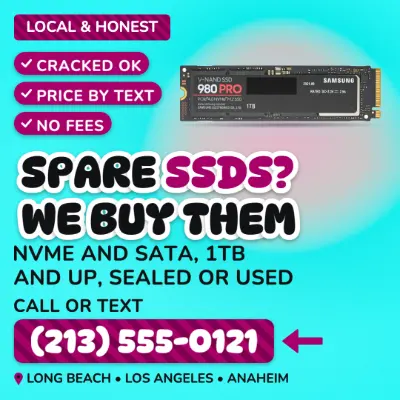 LOCAL & HONEST
CRACKED OK
PRICE BY TEXT
NO FEES
V-NAND SSD
980 PRO
SAMSUNG
1TB
SPARE SSDS?
WE BUY THEM
NVME AND SATA, 1TB
AND UP, SEALED OR USED
CALL OR TEXT
(213) 555-0121
LONG BEACH • LOS ANGELES • ANAHEIM